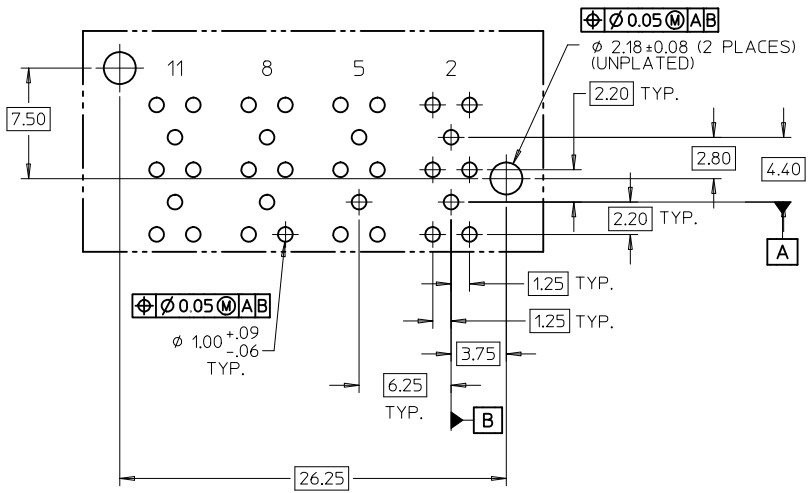 ⌖ ⌀ 0.05 Ⓜ A B
⌀ 2.18 ±0.08 (2 PLACES)
(UNPLATED)
11 8 5 2
2.20 TYP.
7.50
2.80
4.40
2.20 TYP.
A
1.25 TYP.
⌖ ⌀ 0.05 Ⓜ A B
1.25 TYP.
⌀ 1.00 +.09
-.06
TYP.
3.75
6.25
TYP.
B
26.25